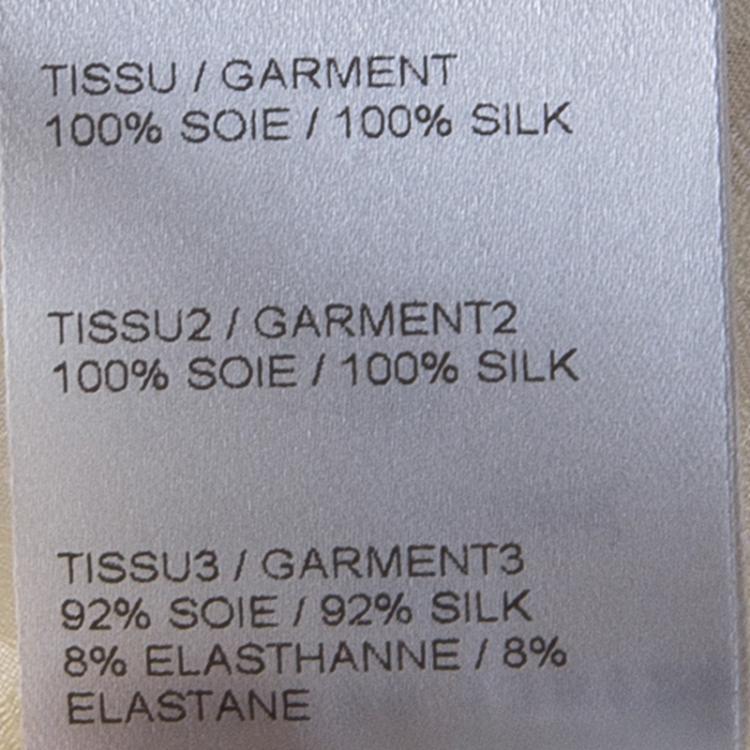 TISSU / GARMENT
100% SOIE / 100% SILK
TISSU2 / GARMENT2
100% SOIE / 100% SILK
TISSU3 / GARMENT3
92% SOIE / 92% SILK
8% ELASTHANNE / 8%
ELASTANE